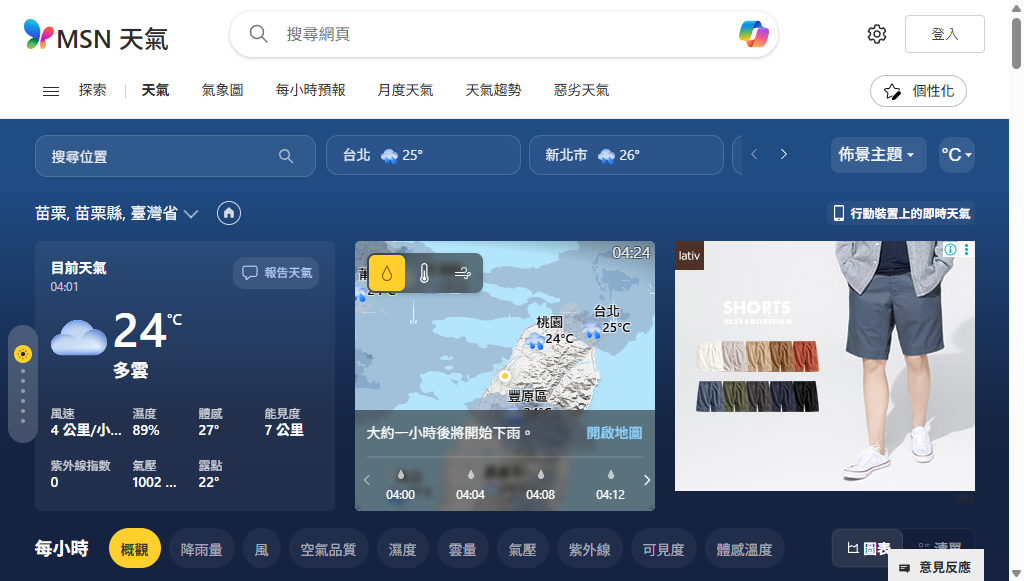 MSN 天氣
搜尋網頁
登入
探索
天氣
氣象圖
每小時預報
月度天氣
天氣趨勢
惡劣天氣
個性化
搜尋位置
台北 25°
新北市 26°
佈景主題
°C
苗栗, 苗栗縣, 臺灣省
行動裝置上的即時天氣
目前天氣
04:01
報告天氣
24°C
多雲
風速
4 公里/小...
濕度
89%
體感
27°
能見度
7 公里
紫外線指數
0
氣壓
1002 ...
露點
22°
04:24
桃園
24°C
台北
25°C
豐原區
大約一小時後將開始下雨。
開啟地圖
04:00
04:04
04:08
04:12
lativ
SHORTS
2023 COLLECTION
每小時
概觀
降雨量
風
空氣品質
濕度
雲量
氣壓
紫外線
可見度
體感溫度
圖表
清單
意見反應